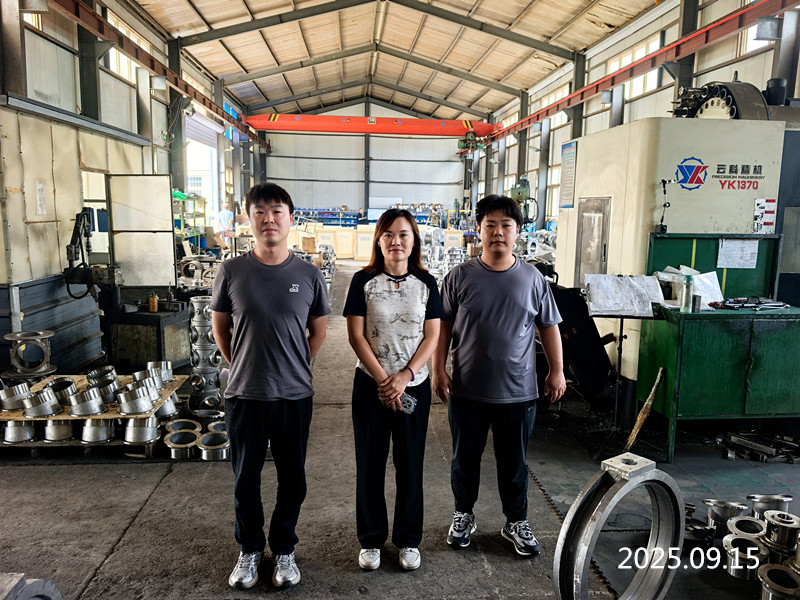 云科精机
PRECISION MACHINERY
YK1370
2025.09.15